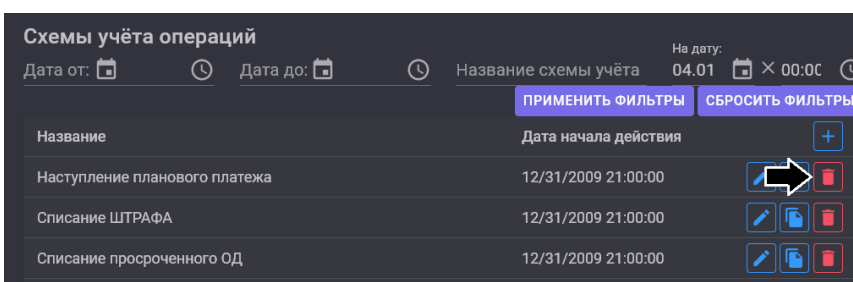 Схемы учёта операций
На дату:
Дата от: Дата до: Название схемы учёта 04.01 00:00
ПРИМЕНИТЬ ФИЛЬТРЫ СБРОСИТЬ ФИЛЬТРЫ
Название Дата начала действия
Наступление планового платежа 12/31/2009 21:00:00
Списание ШТРАФА 12/31/2009 21:00:00
Списание просроченного ОД 12/31/2009 21:00:00